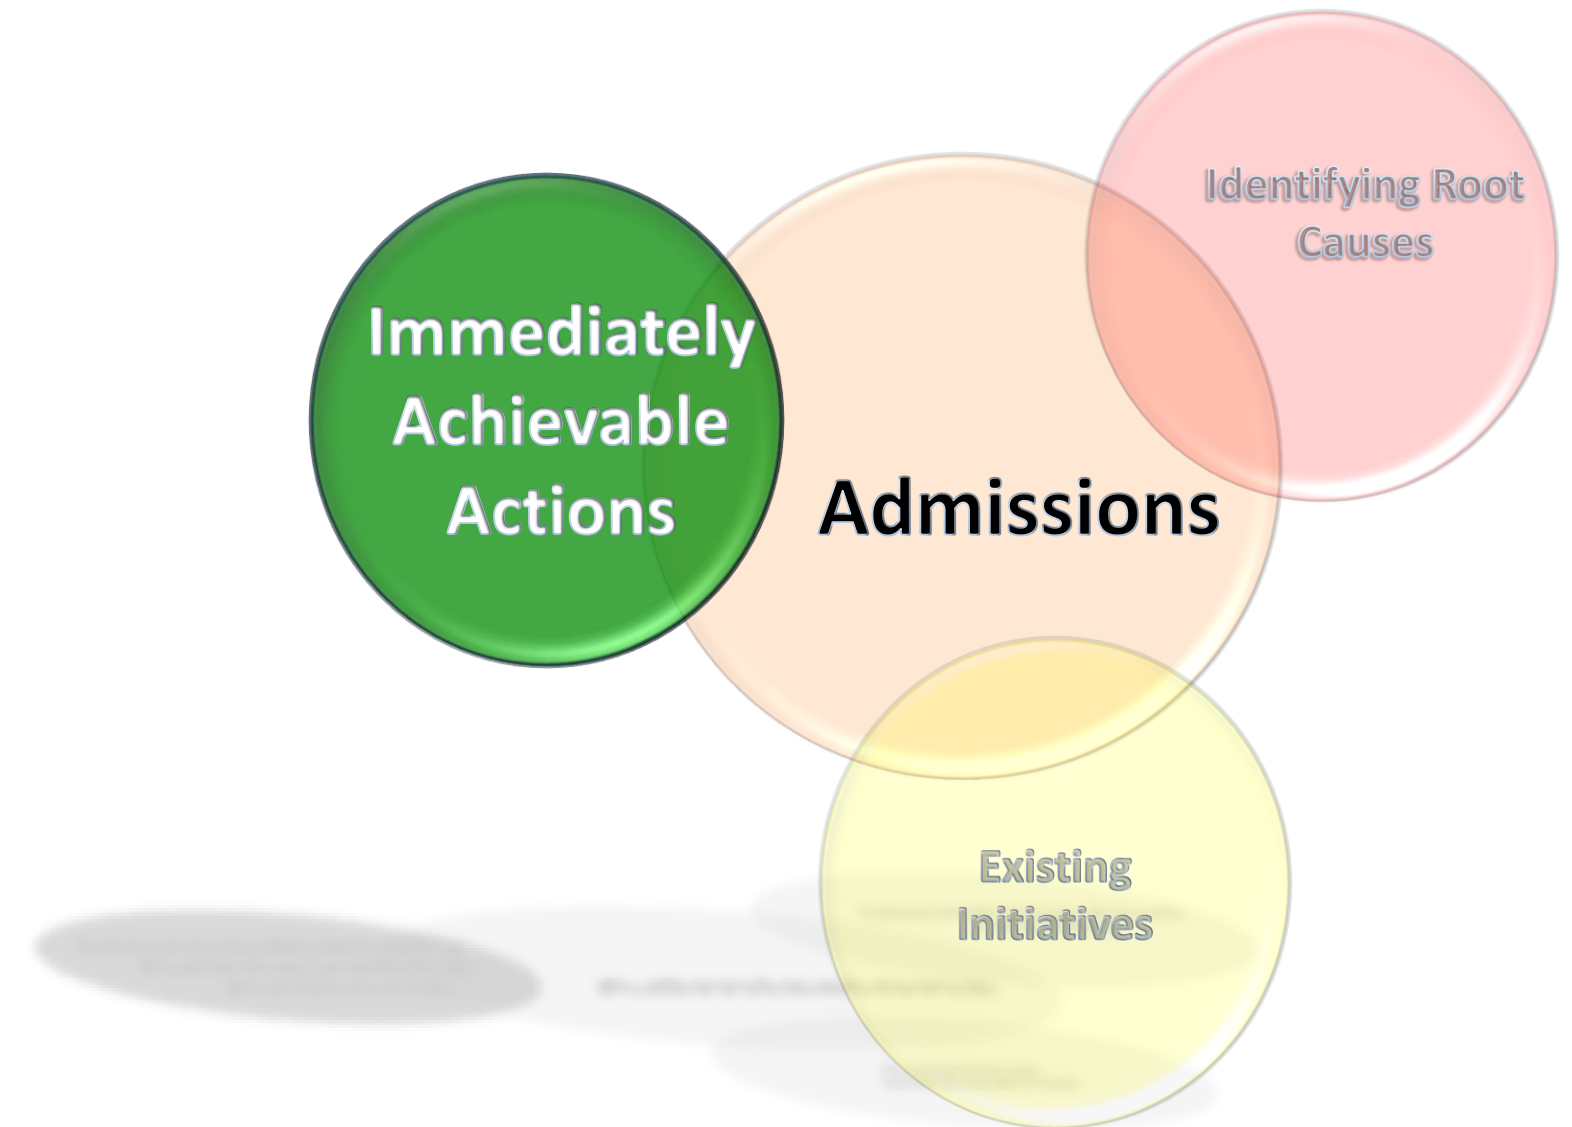 Identifying Root
Causes
Immediately
Achievable
Actions
Admissions
Existing
Initiatives